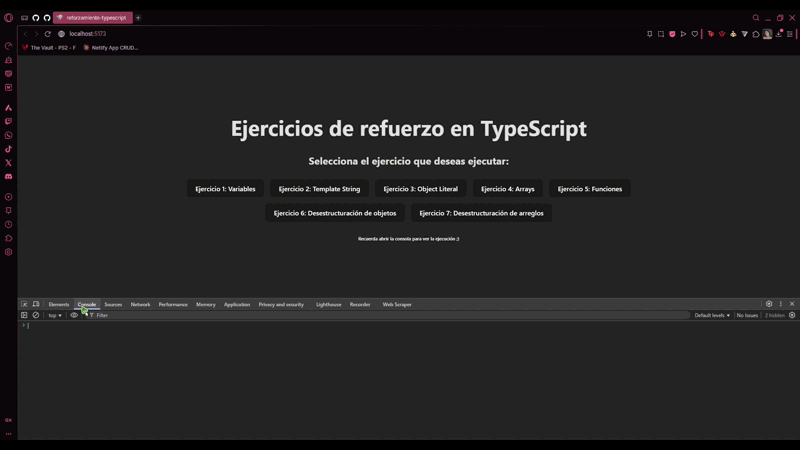 reforzamiento-typescript
localhost:5173
The Vault - PS2 - F
Netlify App CRUD...
Ejercicios de refuerzo en TypeScript
Selecciona el ejercicio que deseas ejecutar:
Ejercicio 1: Variables
Ejercicio 2: Template String
Ejercicio 3: Object Literal
Ejercicio 4: Arrays
Ejercicio 5: Funciones
Ejercicio 6: Desestructuración de objetos
Ejercicio 7: Desestructuración de arreglos
Recuerda abrir la consola para ver la ejecución ;)
Elements Console Sources Network Performance Memory Application Privacy and security Lighthouse Recorder Web Scraper
top Filter Default levels No Issues 2 hidden
GX